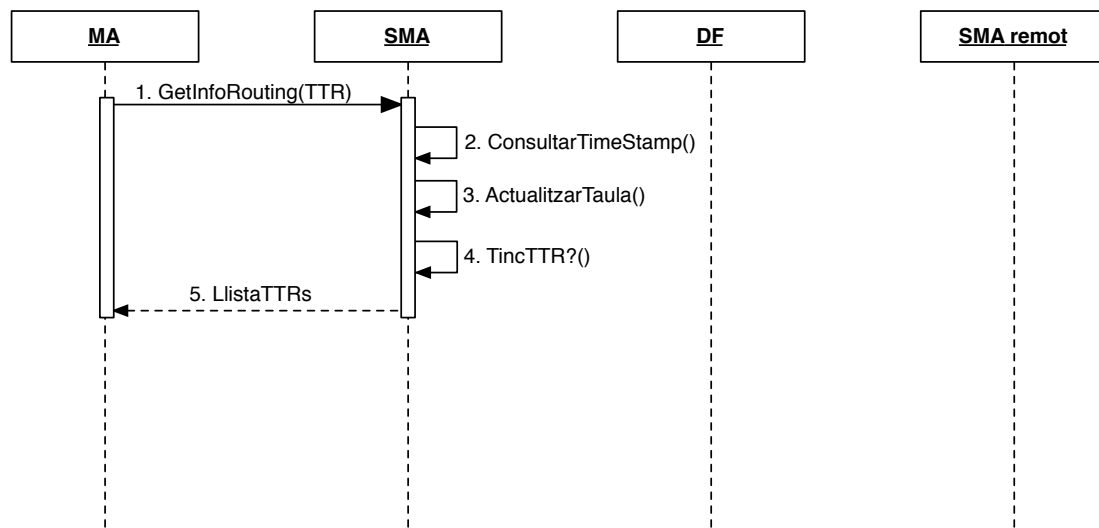 MA
SMA
DF
SMA remot
1. GetInfoRouting(TTR)
2. ConsultarTimeStamp()
3. ActualitzarTaula()
4. TincTTR?()
5. LlistaTTRs